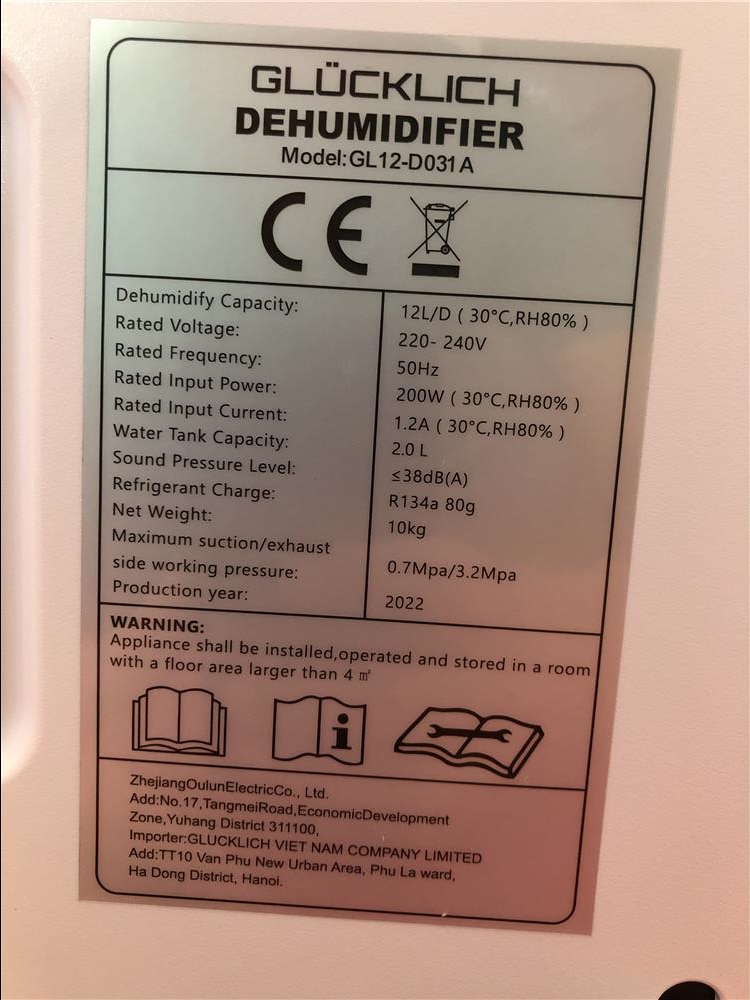 GLÜCKLICH
DEHUMIDIFIER
Model:GL12-D031A
CE
Dehumidify Capacity: 12L/D ( 30°C,RH80% )
Rated Voltage: 220- 240V
Rated Frequency: 50Hz
Rated Input Power: 200W ( 30°C,RH80% )
Rated Input Current: 1.2A ( 30°C,RH80% )
Water Tank Capacity: 2.0 L
Sound Pressure Level: ≤38dB(A)
Refrigerant Charge: R134a 80g
Net Weight: 10kg
Maximum suction/exhaust
side working pressure: 0.7Mpa/3.2Mpa
Production year: 2022
WARNING:
Appliance shall be installed,operated and stored in a room
with a floor area larger than 4 ㎡
i
ZhejiangOulunElectricCo., Ltd.
Add:No.17,TangmeiRoad,EconomicDevelopment
Zone,Yuhang District 311100,
Importer:GLUCKLICH VIET NAM COMPANY LIMITED
Add:TT10 Van Phu New Urban Area, Phu La ward,
Ha Dong District, Hanoi.